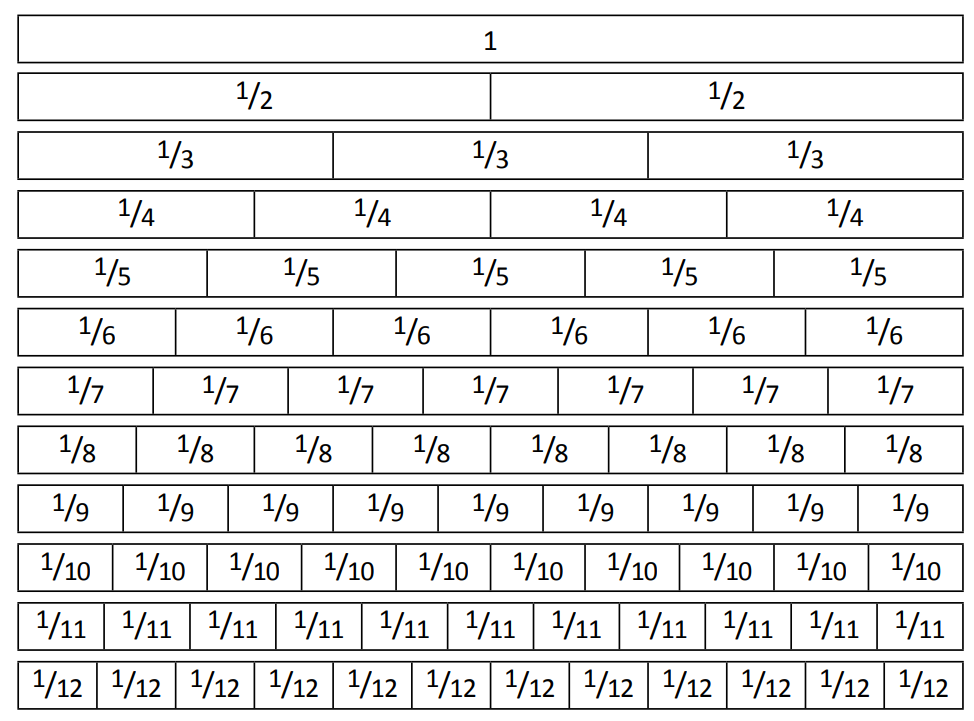 1
1/2 1/2
1/3 1/3 1/3
1/4 1/4 1/4 1/4
1/5 1/5 1/5 1/5 1/5
1/6 1/6 1/6 1/6 1/6 1/6
1/7 1/7 1/7 1/7 1/7 1/7 1/7
1/8 1/8 1/8 1/8 1/8 1/8 1/8 1/8
1/9 1/9 1/9 1/9 1/9 1/9 1/9 1/9 1/9
1/10 1/10 1/10 1/10 1/10 1/10 1/10 1/10 1/10 1/10
1/11 1/11 1/11 1/11 1/11 1/11 1/11 1/11 1/11 1/11 1/11
1/12 1/12 1/12 1/12 1/12 1/12 1/12 1/12 1/12 1/12 1/12 1/12